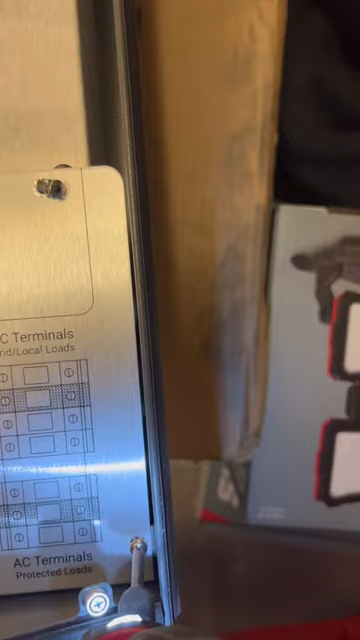 C Terminals
rid/Local Loads
AC Terminals
Protected Loads